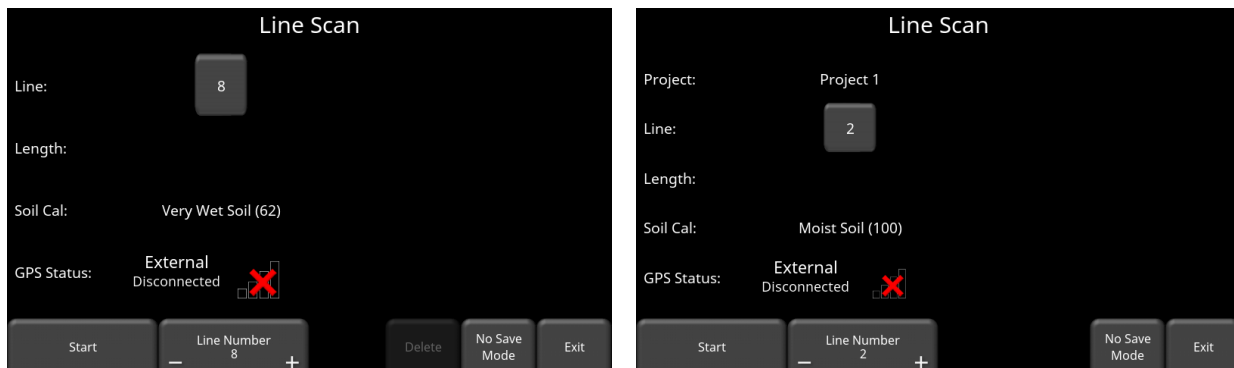 Line Scan
Line: 8
Length:
Soil Cal: Very Wet Soil (62)
GPS Status: External
Disconnected
Start
Line Number
8
− +
Delete
No Save
Mode
Exit
Line Scan
Project: Project 1
Line: 2
Length:
Soil Cal: Moist Soil (100)
GPS Status: External
Disconnected
Start
Line Number
2
− +
No Save
Mode
Exit